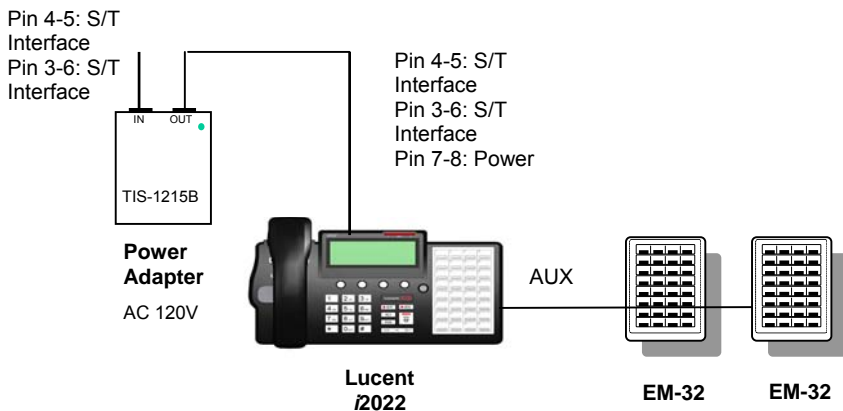 Pin 4-5: S/T
Interface
Pin 3-6: S/T
Interface
Pin 4-5: S/T
Interface
Pin 3-6: S/T
Interface
Pin 7-8: Power
IN
OUT
TIS-1215B
Power
Adapter
AC 120V
AUX
Lucent
i2022
EM-32
EM-32